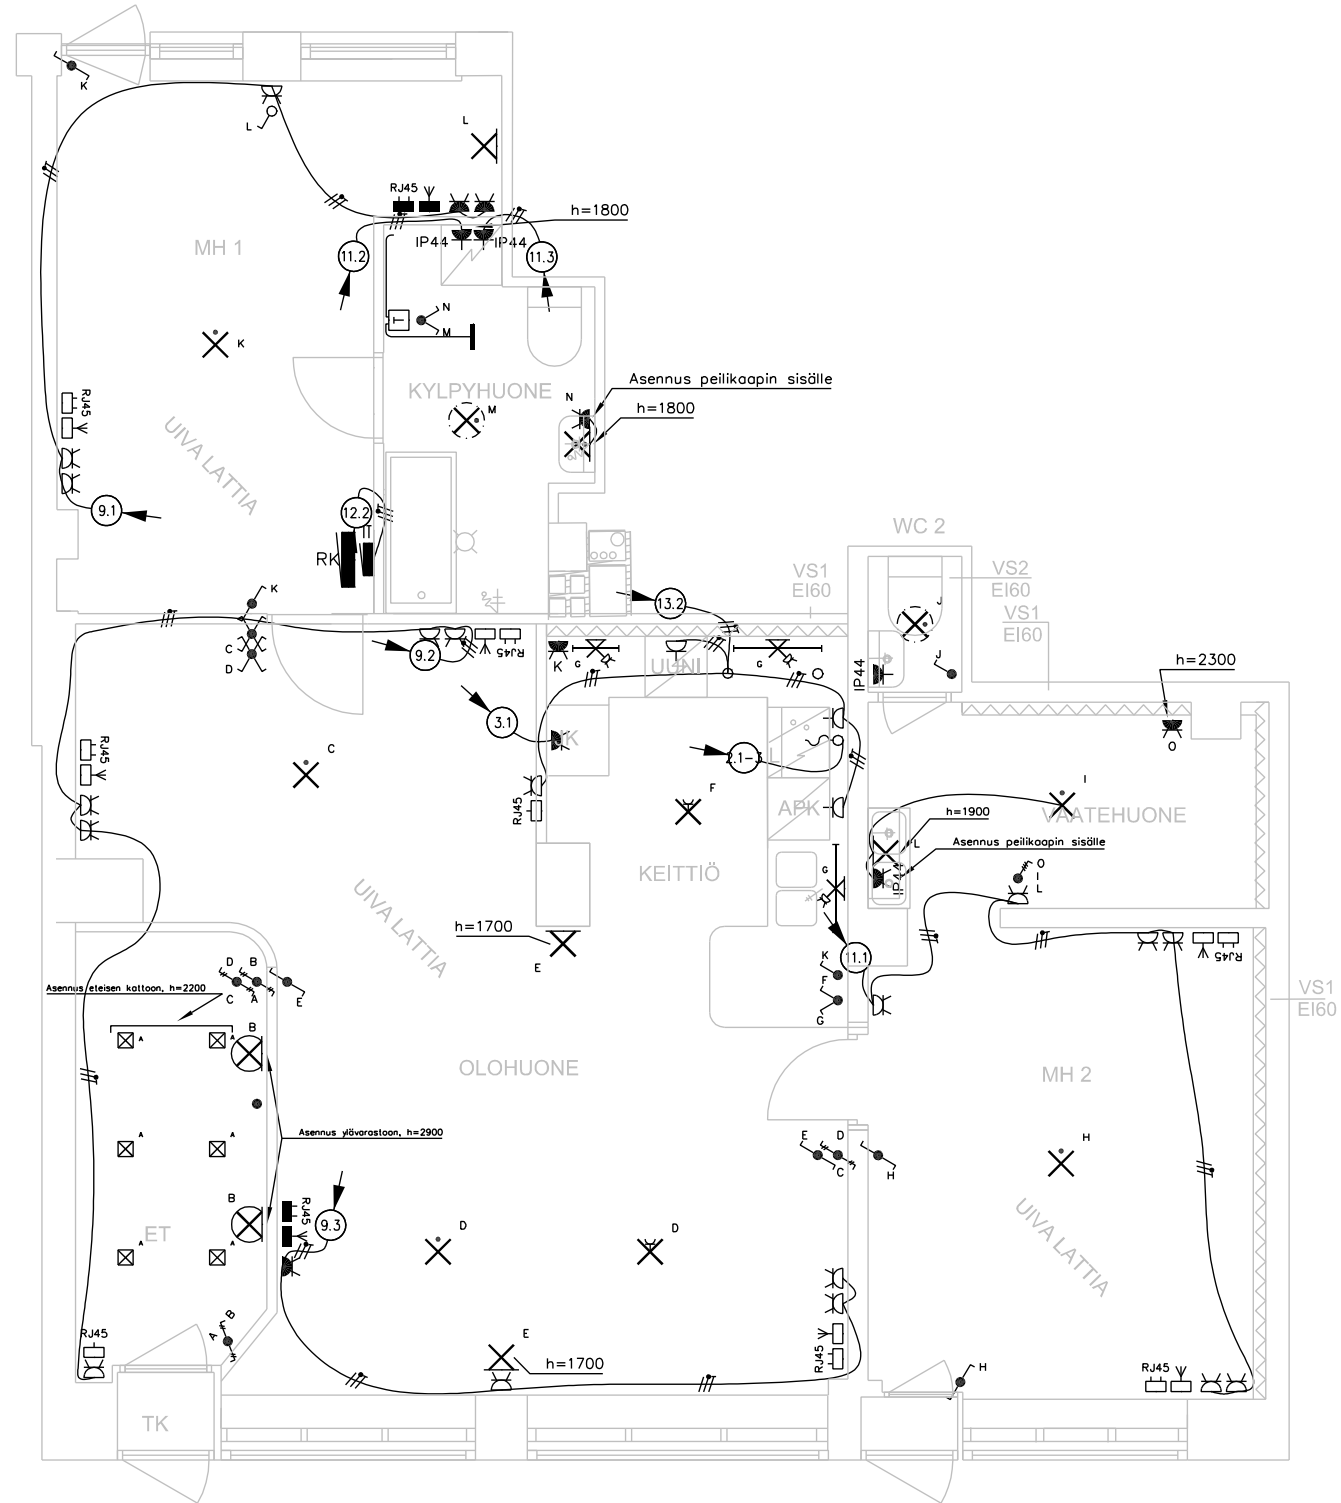 K
L
L
RJ45
h=1800
MH 1
IP44
IP44
11.2
11.3
N
T
M
K
KYLPYHUONE
Asennus peilikaapin sisälle
h=1800
N
M
RJ45
UIVA LATTIA
9.1
12.2
RK
WC 2
VS1
EI60
VS2
EI60
VS1
EI60
13.2
K
J
C
D
9.2
RJ45
K
G
UUNI
G
IP44
J
h=2300
O
3.1
JK
RJ45
C
2.1-3
L
F
I
RJ45
APK
VAATEHUONE
h=1900
L
Asennus peilikaapin sisälle
IP44
KEITTIÖ
G
O
I
L
UIVA LATTIA
h=1700
E
11.1
K
F
G
RJ45
D
B
C
A
E
Asennus eteisen kattoon, h=2200
VS1
EI60
B
A
A
OLOHUONE
MH 2
Asennus ylävarastoon, h=2900
A
A
E
D
C
H
H
B
RJ45
9.3
ET
D
D
UIVA LATTIA
A
A
A
B
RJ45
E
h=1700
RJ45
H
RJ45
TK